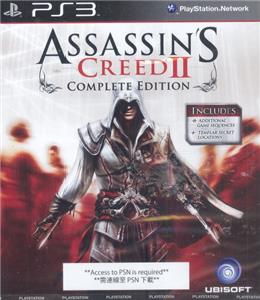 PS3
PlayStation Network
ASSASSIN'S
CREED II
COMPLETE EDITION
INCLUDES
ADDITIONAL
GAME SEQUENCES
TEMPLAR SECRET
LOCATIONS
**Access to PSN is required**
**需連線至 PSN 下載**
UBISOFT